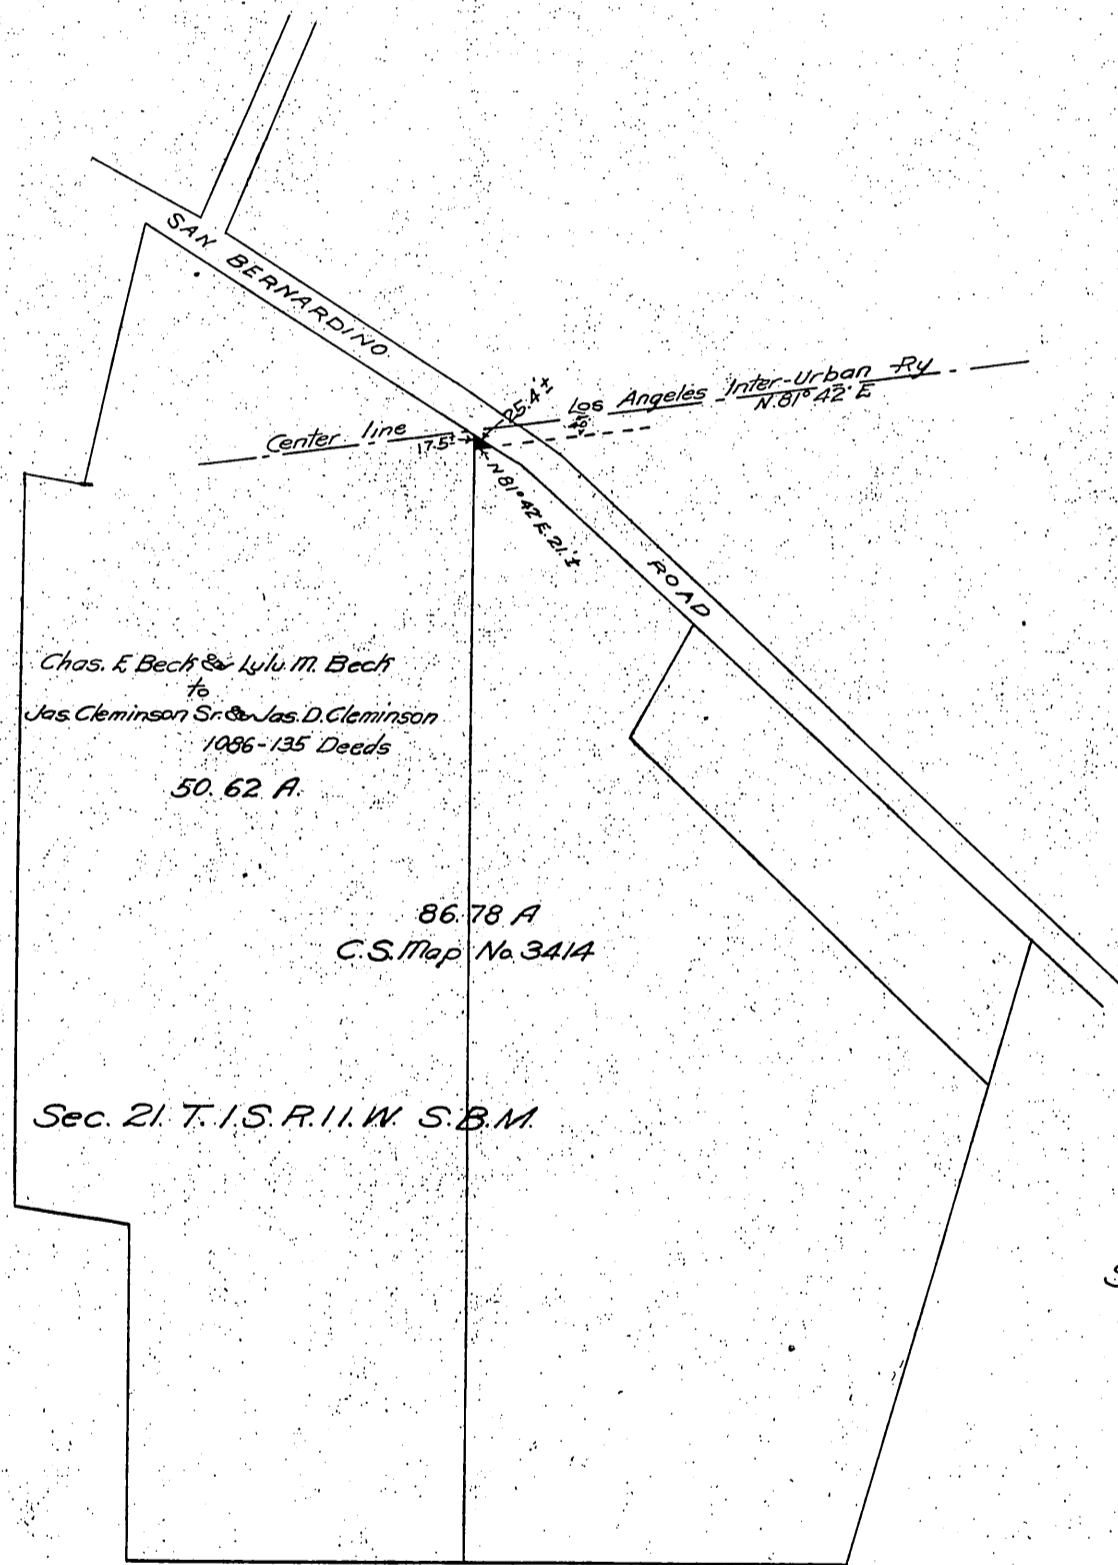 SAN BERNARDINO
ROAD
Center line
Los Angeles Inter-Urban Ry
N.81° 42' E
25.4'±
17.5'±
N81°42'E.21.'±
Chas. E Beck & Lulu. M. Beck
to
Jas. Cleminson Sr. & Jas. D. Cleminson
1086-135 Deeds
50.62 A.
86.78 A
C.S. Map No. 3414
Sec. 21. T.1.S. R.11.W. S.B.M.